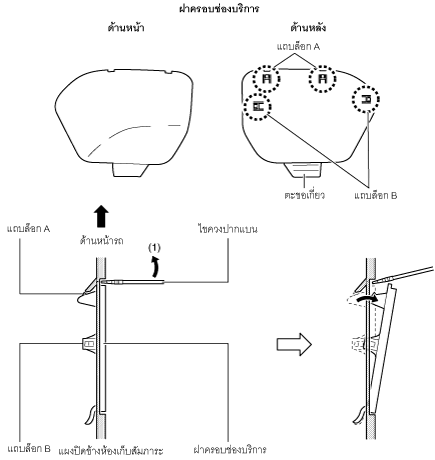 ฝาครอบช่องบริการ
ด้านหน้า
ด้านหลัง
แถบล็อก A
ตะขอเกี่ยว
แถบล็อก B
แถบล็อก A
ด้านหน้ารถ
(1)
ไขควงปากแบน
แถบล็อก B
แผงปิดข้างห้องเก็บสัมภาระ
ฝาครอบช่องบริการ